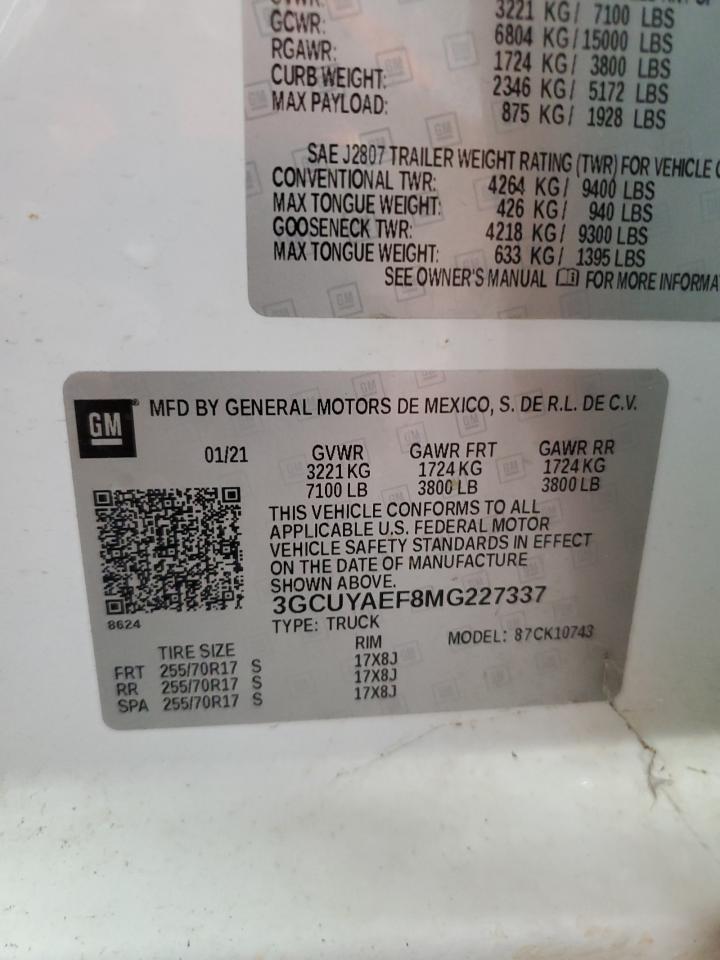 GVWR: 3221 KG/ 7100 LBS
GCWR: 6804 KG/15000 LBS
RGAWR: 1724 KG/ 3800 LBS
CURB WEIGHT: 2346 KG/ 5172 LBS
MAX PAYLOAD: 875 KG/ 1928 LBS
SAE J2807 TRAILER WEIGHT RATING (TWR) FOR VEHICLE
CONVENTIONAL TWR: 4264 KG/ 9400 LBS
MAX TONGUE WEIGHT: 426 KG/ 940 LBS
GOOSENECK TWR: 4218 KG/ 9300 LBS
MAX TONGUE WEIGHT: 633 KG/ 1395 LBS
SEE OWNER'S MANUAL FOR MORE INFORMA
GM ® MFD BY GENERAL MOTORS DE MEXICO, S. DE R.L. DE C.V.
01/21 GVWR GAWR FRT GAWR RR
3221 KG 1724 KG 1724 KG
7100 LB 3800 LB 3800 LB
THIS VEHICLE CONFORMS TO ALL
APPLICABLE U.S. FEDERAL MOTOR
VEHICLE SAFETY STANDARDS IN EFFECT
ON THE DATE OF MANUFACTURE
SHOWN ABOVE.
3GCUYAEF8MG227337
8624
TYPE: TRUCK MODEL: 87CK10743
TIRE SIZE RIM
FRT 255/70R17 S 17X8J
RR 255/70R17 S 17X8J
SPA 255/70R17 S 17X8J